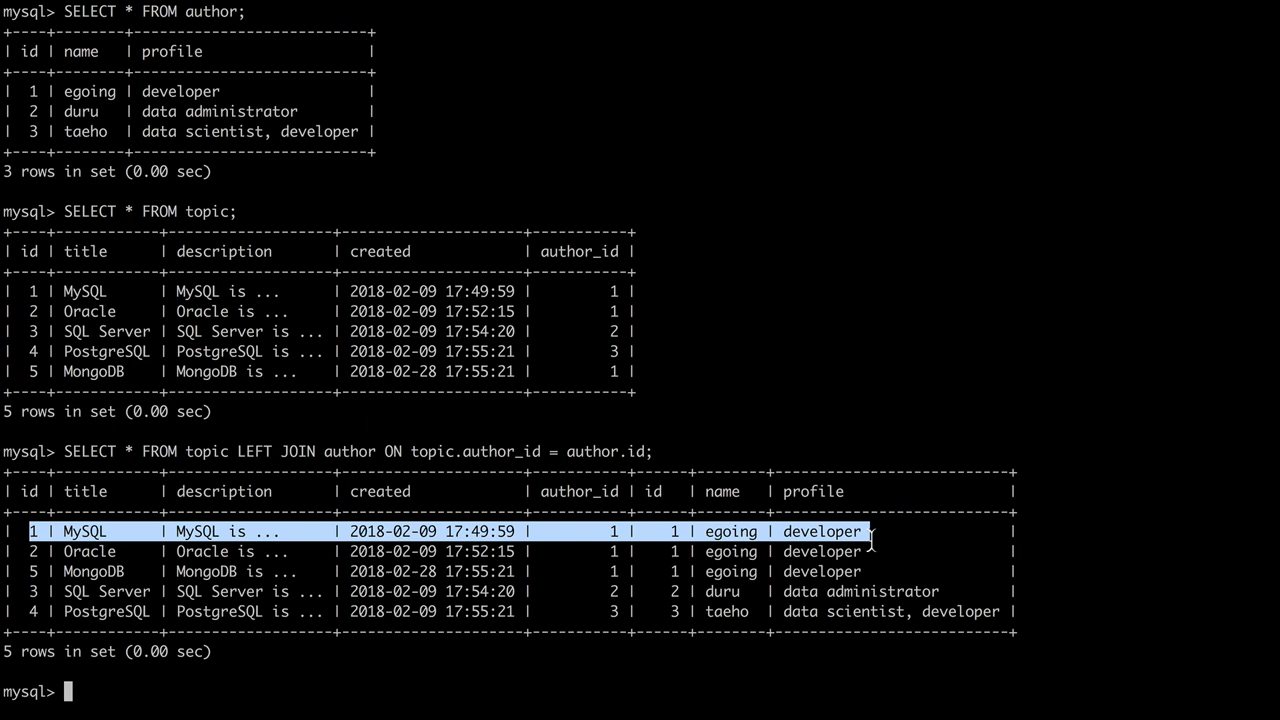 mysql> SELECT * FROM author;
+----+--------+---------------------------+
| id | name   | profile                   |
+----+--------+---------------------------+
|  1 | egoing | developer                 |
|  2 | duru   | data administrator        |
|  3 | taeho  | data scientist, developer |
+----+--------+---------------------------+
3 rows in set (0.00 sec)

mysql> SELECT * FROM topic;
+----+------------+-------------------+---------------------+-----------+
| id | title      | description       | created             | author_id |
+----+------------+-------------------+---------------------+-----------+
|  1 | MySQL      | MySQL is ...      | 2018-02-09 17:49:59 |         1 |
|  2 | Oracle     | Oracle is ...     | 2018-02-09 17:52:15 |         1 |
|  3 | SQL Server | SQL Server is ... | 2018-02-09 17:54:20 |         2 |
|  4 | PostgreSQL | PostgreSQL is ... | 2018-02-09 17:55:21 |         3 |
|  5 | MongoDB    | MongoDB is ...    | 2018-02-28 17:55:21 |         1 |
+----+------------+-------------------+---------------------+-----------+
5 rows in set (0.00 sec)

mysql> SELECT * FROM topic LEFT JOIN author ON topic.author_id = author.id;
+----+------------+-------------------+---------------------+-----------+------+--------+---------------------------+
| id | title      | description       | created             | author_id | id   | name   | profile                   |
+----+------------+-------------------+---------------------+-----------+------+--------+---------------------------+
|  1 | MySQL      | MySQL is ...      | 2018-02-09 17:49:59 |         1 |    1 | egoing | developer                 |
|  2 | Oracle     | Oracle is ...     | 2018-02-09 17:52:15 |         1 |    1 | egoing | developer                 |
|  5 | MongoDB    | MongoDB is ...    | 2018-02-28 17:55:21 |         1 |    1 | egoing | developer                 |
|  3 | SQL Server | SQL Server is ... | 2018-02-09 17:54:20 |         2 |    2 | duru   | data administrator        |
|  4 | PostgreSQL | PostgreSQL is ... | 2018-02-09 17:55:21 |         3 |    3 | taeho  | data scientist, developer |
+----+------------+-------------------+---------------------+-----------+------+--------+---------------------------+
5 rows in set (0.00 sec)

mysql>